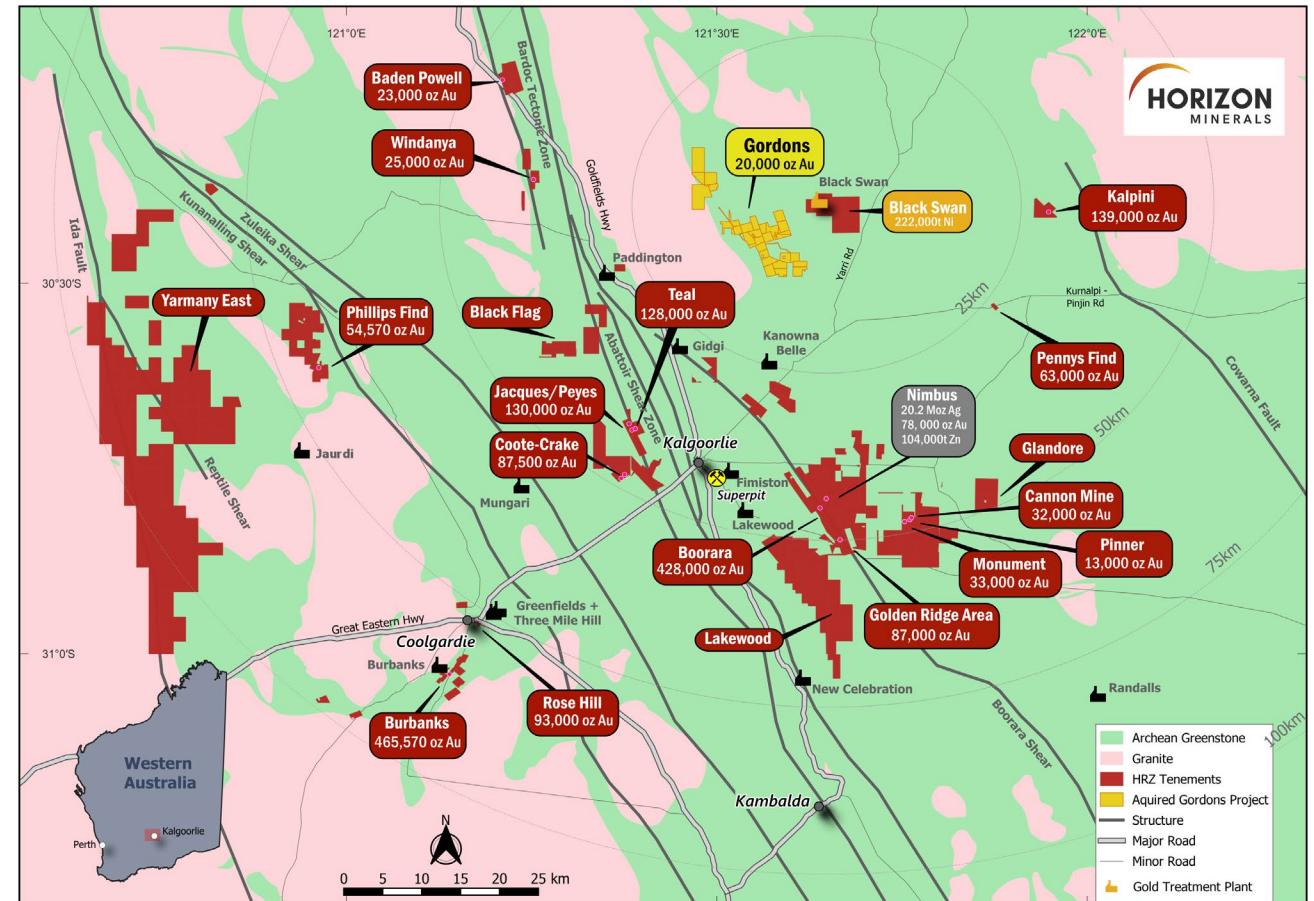 121°0'E
121°30'E
122°0'E
HORIZON
MINERALS
Baden Powell
23,000 oz Au
Bardoc Tectonic Zone
Windanya
25,000 oz Au
Goldfields Hwy
Gordons
20,000 oz Au
Black Swan
Black Swan
222,000t Ni
Kalpini
139,000 oz Au
Ida Fault
Kunanalling Shear
Zuleika Shear
Paddington
Yarri Rd
30°30'S
25km
Kurnalpi -
Pinjin Rd
Yarmany East
Phillips Find
54,570 oz Au
Black Flag
Teal
128,000 oz Au
Gidgi
Kanowna
Belle
Pennys Find
63,000 oz Au
Cowarna Fault
Abattoir Shear Zone
Jacques/Peyes
130,000 oz Au
Nimbus
20.2 Moz Ag
78, 000 oz Au
104,000t Zn
50km
Coote-Crake
87,500 oz Au
Kalgoorlie
Glandore
Jaurdi
Reptile Shear
Mungari
Fimiston
Superpit
Lakewood
Cannon Mine
32,000 oz Au
Pinner
13,000 oz Au
75km
Boorara
428,000 oz Au
Monument
33,000 oz Au
Golden Ridge Area
87,000 oz Au
Lakewood
Greenfields +
Three Mile Hill
Great Eastern Hwy
Coolgardie
31°0'S
Burbanks
New Celebration
Randalls
Rose Hill
93,000 oz Au
Burbanks
465,570 oz Au
Boorara Shear
100km
Western
Australia
Kalgoorlie
Perth
Kambalda
N
0 5 10 15 20 25 km
Archean Greenstone
Granite
HRZ Tenements
Aquired Gordons Project
Structure
Major Road
Minor Road
Gold Treatment Plant